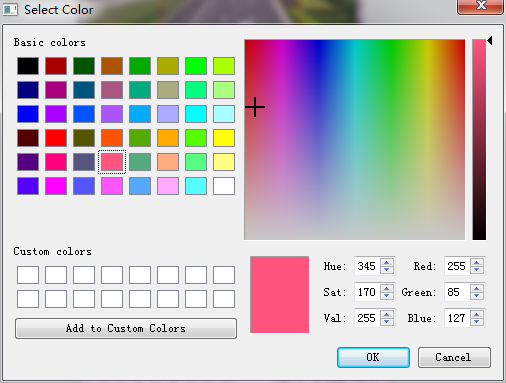 Select Color
Basic colors
Custom colors
Add to Custom Colors
Hue: 345 Red: 255
Sat: 170 Green: 85
Val: 255 Blue: 127
OK Cancel